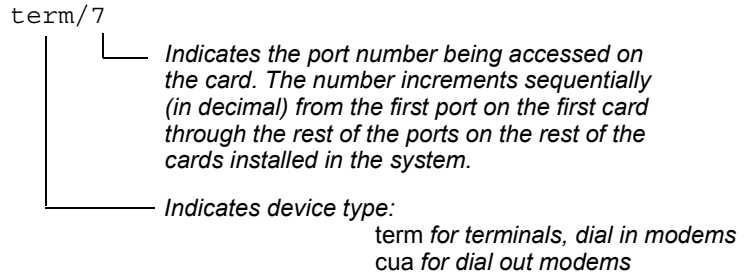 term/7
Indicates the port number being accessed on
the card. The number increments sequentially
(in decimal) from the first port on the first card
through the rest of the ports on the rest of the
cards installed in the system.
Indicates device type:
term for terminals, dial in modems
cua for dial out modems